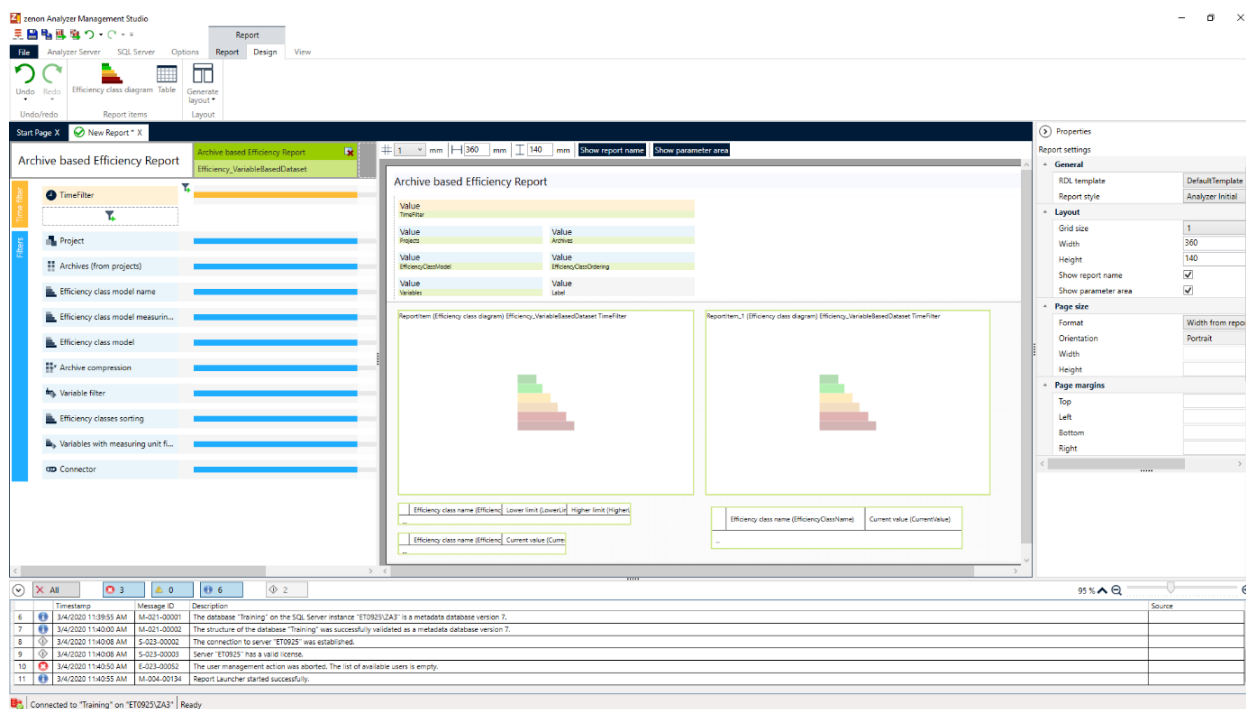 zenon Analyzer Management Studio
Report
File Analyzer Server SQL Server Options Report Design View
Undo Redo Efficiency class diagram Table Generate layout
Undo/redo Report items Layout
Start Page X New Report * X
Archive based Efficiency Report
Archive based Efficiency Report
Efficiency_VariableBasedDataset
Time filter
TimeFilter
Filters
Project
Archives (from projects)
Efficiency class model name
Efficiency class model measurin...
Efficiency class model
Archive compression
Variable filter
Efficiency classes sorting
Variables with measuring unit fi...
Connector
1 mm 360 mm 140 mm Show report name Show parameter area
Archive based Efficiency Report
Value
TimeFilter
Value Value
Projects Archives
Value Value
EfficiencyClassModel EfficiencyClassOrdering
Value Value
Variables Label
ReportItem (Efficiency class diagram) Efficiency_VariableBasedDataset TimeFilter
ReportItem_1 (Efficiency class diagram) Efficiency_VariableBasedDataset TimeFilter
Efficiency class name (Efficienc Lower limit (LowerLir Higher limit (HigherL
...
Efficiency class name (Efficienc Current value (Curre
...
Efficiency class name (EfficiencyClassName) Current value (CurrentValue)
...
Properties
Report settings
General
RDL template DefaultTemplate
Report style Analyzer Initial
Layout
Grid size 1
Width 360
Height 140
Show report name
Show parameter area
Page size
Format Width from repo
Orientation Portrait
Width
Height
Page margins
Top
Left
Bottom
Right
All 3 0 6 2
95 %
Timestamp Message ID Description Source
6 3/4/2020 11:39:55 AM M-021-00001 The database "Training" on the SQL Server instance "ET0925\ZA3" is a metadata database version 7.
7 3/4/2020 11:40:00 AM M-021-00002 The structure of the database "Training" was successfully validated as a metadata database version 7.
8 3/4/2020 11:40:08 AM S-023-00002 The connection to server "ET0925" was established.
9 3/4/2020 11:40:08 AM S-023-00003 Server "ET0925" has a valid license.
10 3/4/2020 11:40:50 AM E-023-00052 The user management action was aborted. The list of available users is empty.
11 3/4/2020 11:40:55 AM M-004-00134 Report Launcher started successfully.
Connected to "Training" on "ET0925\ZA3" Ready